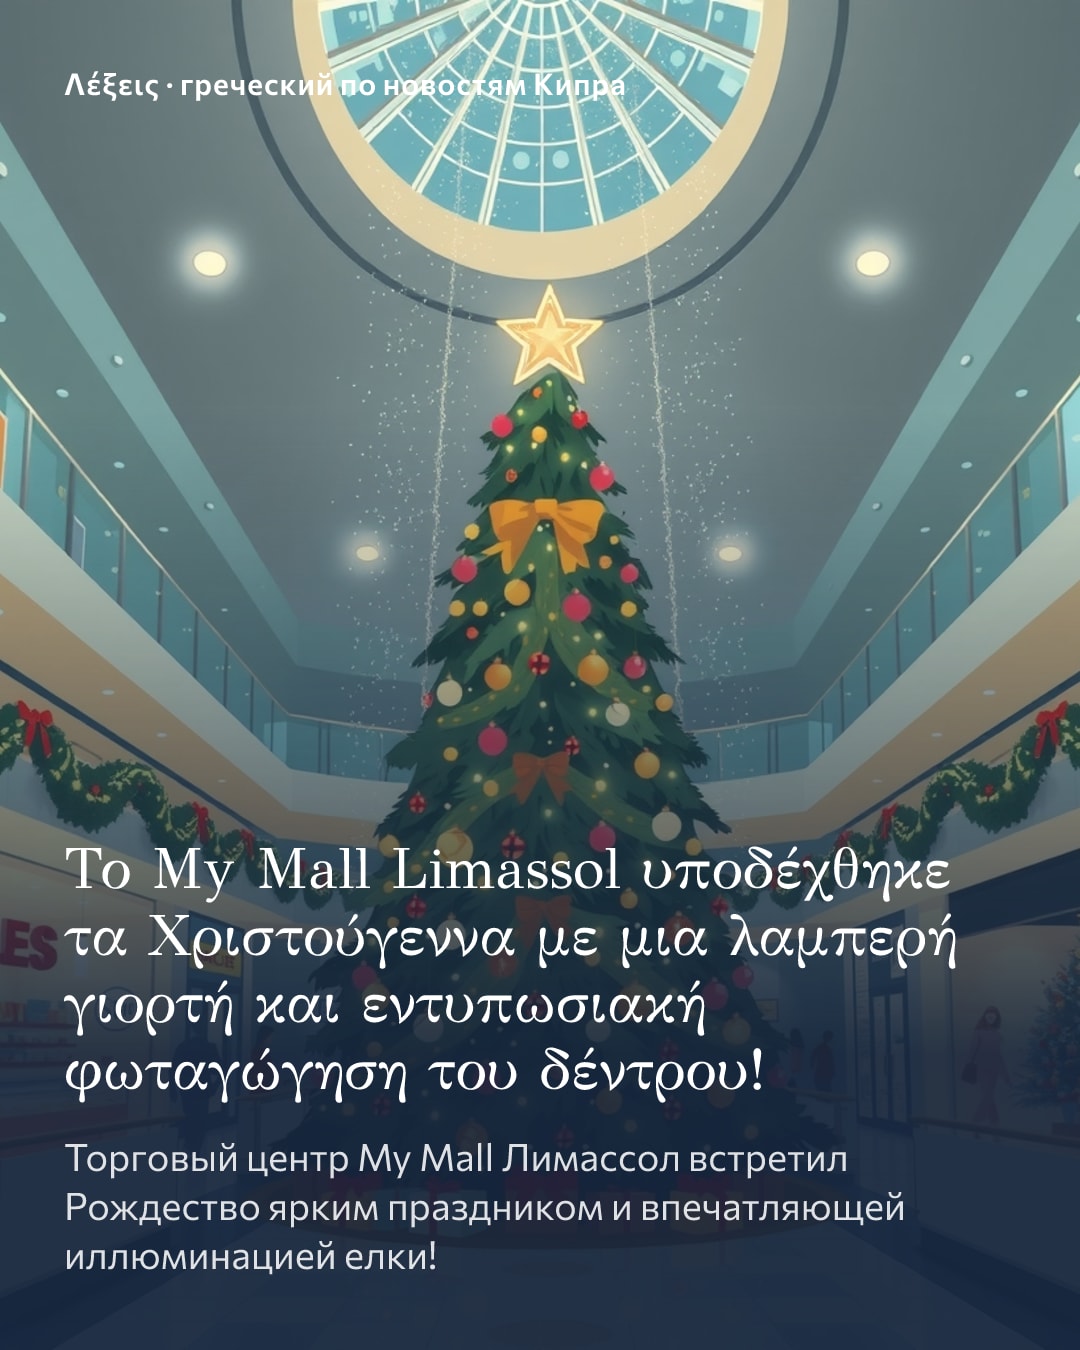 Λέξεις · греческий по новостям Кипра
Το My Mall Limassol υποδέχθηκε
τα Χριστούγεννα με μια λαμπερή
γιορτή και εντυπωσιακή
φωταγώγηση του δέντρου!
Торговый центр My Mall Лимассол встретил
Рождество ярким праздником и впечатляющей
иллюминацией елки!